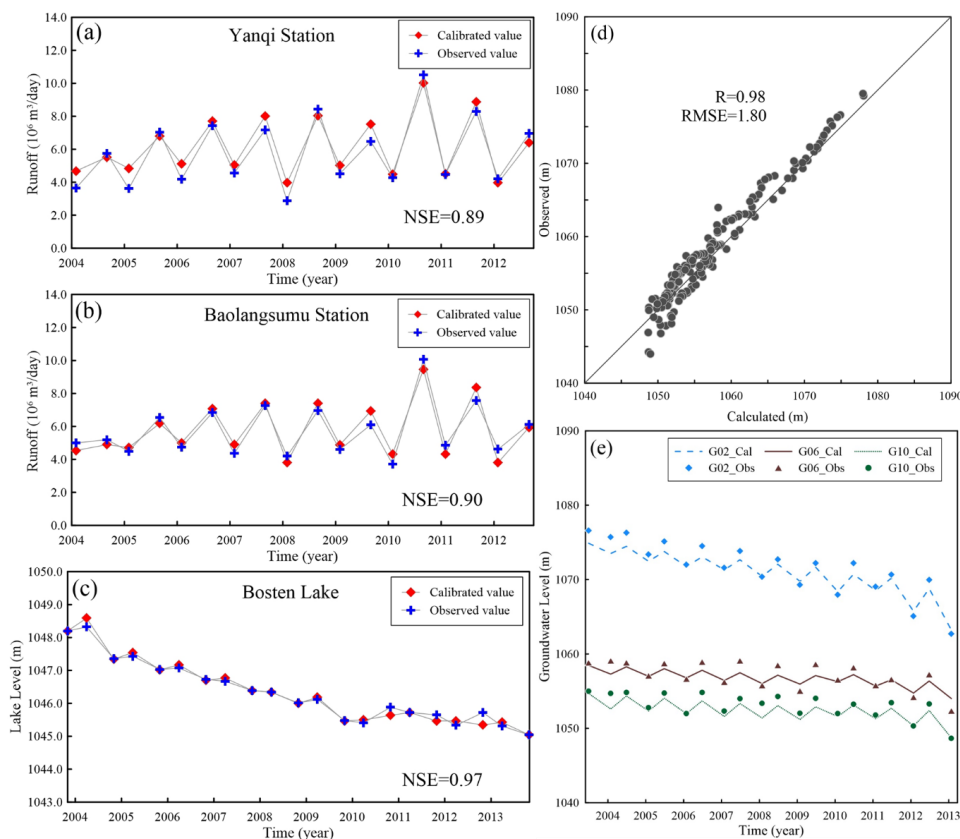 (a)
Yanqi Station
Calibrated value
Observed value
14.0
12.0
10.0
8.0
6.0
4.0
2.0
0.0
Runoff (10⁶ m³/day)
NSE=0.89
2004 2005 2006 2007 2008 2009 2010 2011 2012
Time (year)
(b)
Baolangsumu Station
Calibrated value
Observed value
14.0
12.0
10.0
8.0
6.0
4.0
2.0
0.0
Runoff (10⁶ m³/day)
NSE=0.90
2004 2005 2006 2007 2008 2009 2010 2011 2012
Time (year)
(c)
Bosten Lake
Calibrated value
Observed value
1050.0
1049.0
1048.0
1047.0
1046.0
1045.0
1044.0
1043.0
Lake Level (m)
NSE=0.97
2004 2005 2006 2007 2008 2009 2010 2011 2012 2013
Time (year)
(d)
R=0.98
RMSE=1.80
1090
1080
1070
1060
1050
1040
Observed (m)
1040 1050 1060 1070 1080 1090
Calculated (m)
(e)
G02_Cal G06_Cal G10_Cal
G02_Obs G06_Obs G10_Obs
1090
1080
1070
1060
1050
1040
Groundwater Level (m)
2004 2005 2006 2007 2008 2009 2010 2011 2012 2013
Time (year)